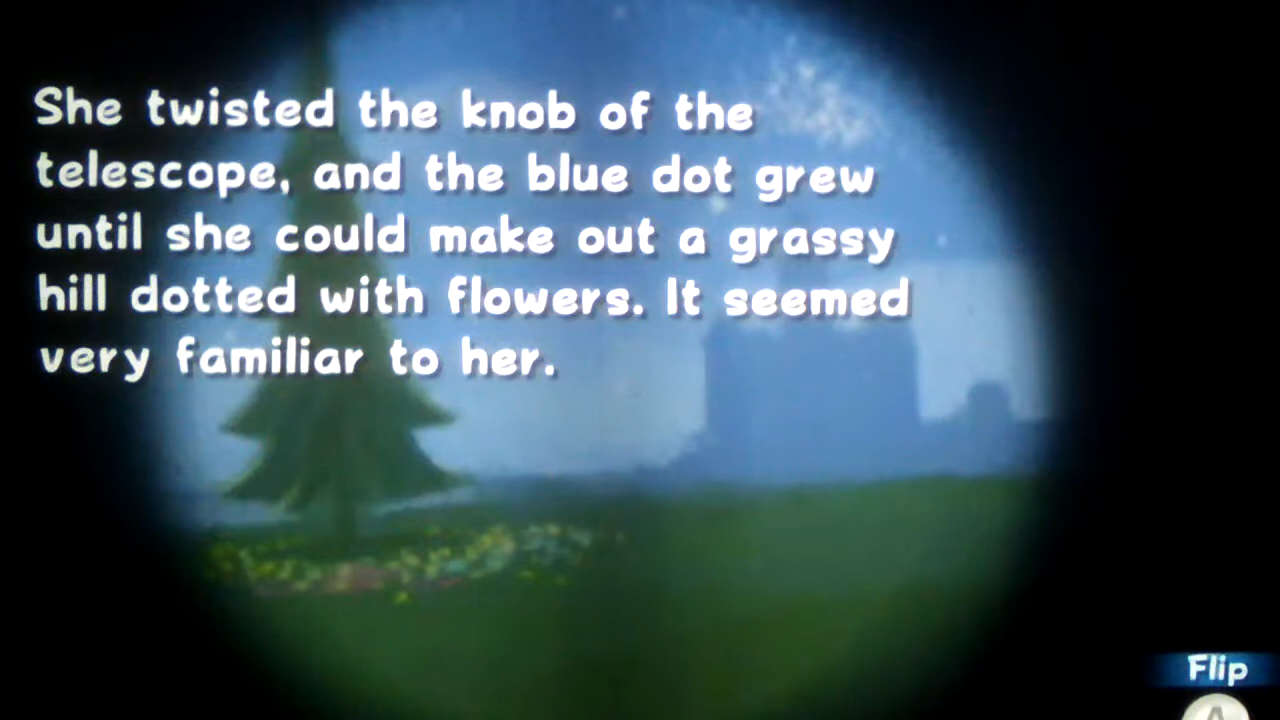 She twisted the knob of the
telescope, and the blue dot grew
until she could make out a grassy
hill dotted with flowers. It seemed
very familiar to her.
Flip
A